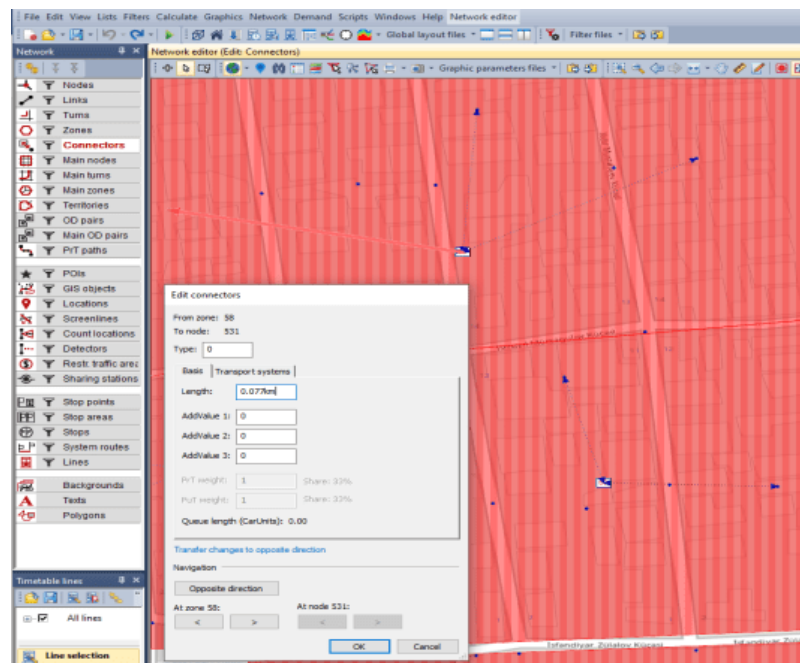 File Edit View Lists Filters Calculate Graphics Network Demand Scripts Windows Help Network editor
Global layout files
Filter files
Network
Network editor (Edit: Connectors)
Graphic parameters files
Nodes
Links
Turns
Zones
Connectors
Main nodes
Main turns
Main zones
Territories
OD pairs
Main OD pairs
PrT paths
POIs
GIS objects
Locations
Screenlines
Count locations
Detectors
Restr. traffic area
Sharing stations
Stop points
Stop areas
Stops
System routes
Lines
Backgrounds
Texts
Polygons
Timetable lines
All lines
Line selection
Edit connectors
From zone: 58
To node: 531
Type: 0
Basis Transport systems
Length: 0.077km
AddValue 1: 0
AddValue 2: 0
AddValue 3: 0
PrT weight: 1 Share: 33%
PuT weight: 1 Share: 33%
Queue length (CarUnits): 0.00
Transfer changes to opposite direction
Navigation
Opposite direction
At zone 58: At node 531:
< > < >
OK Cancel